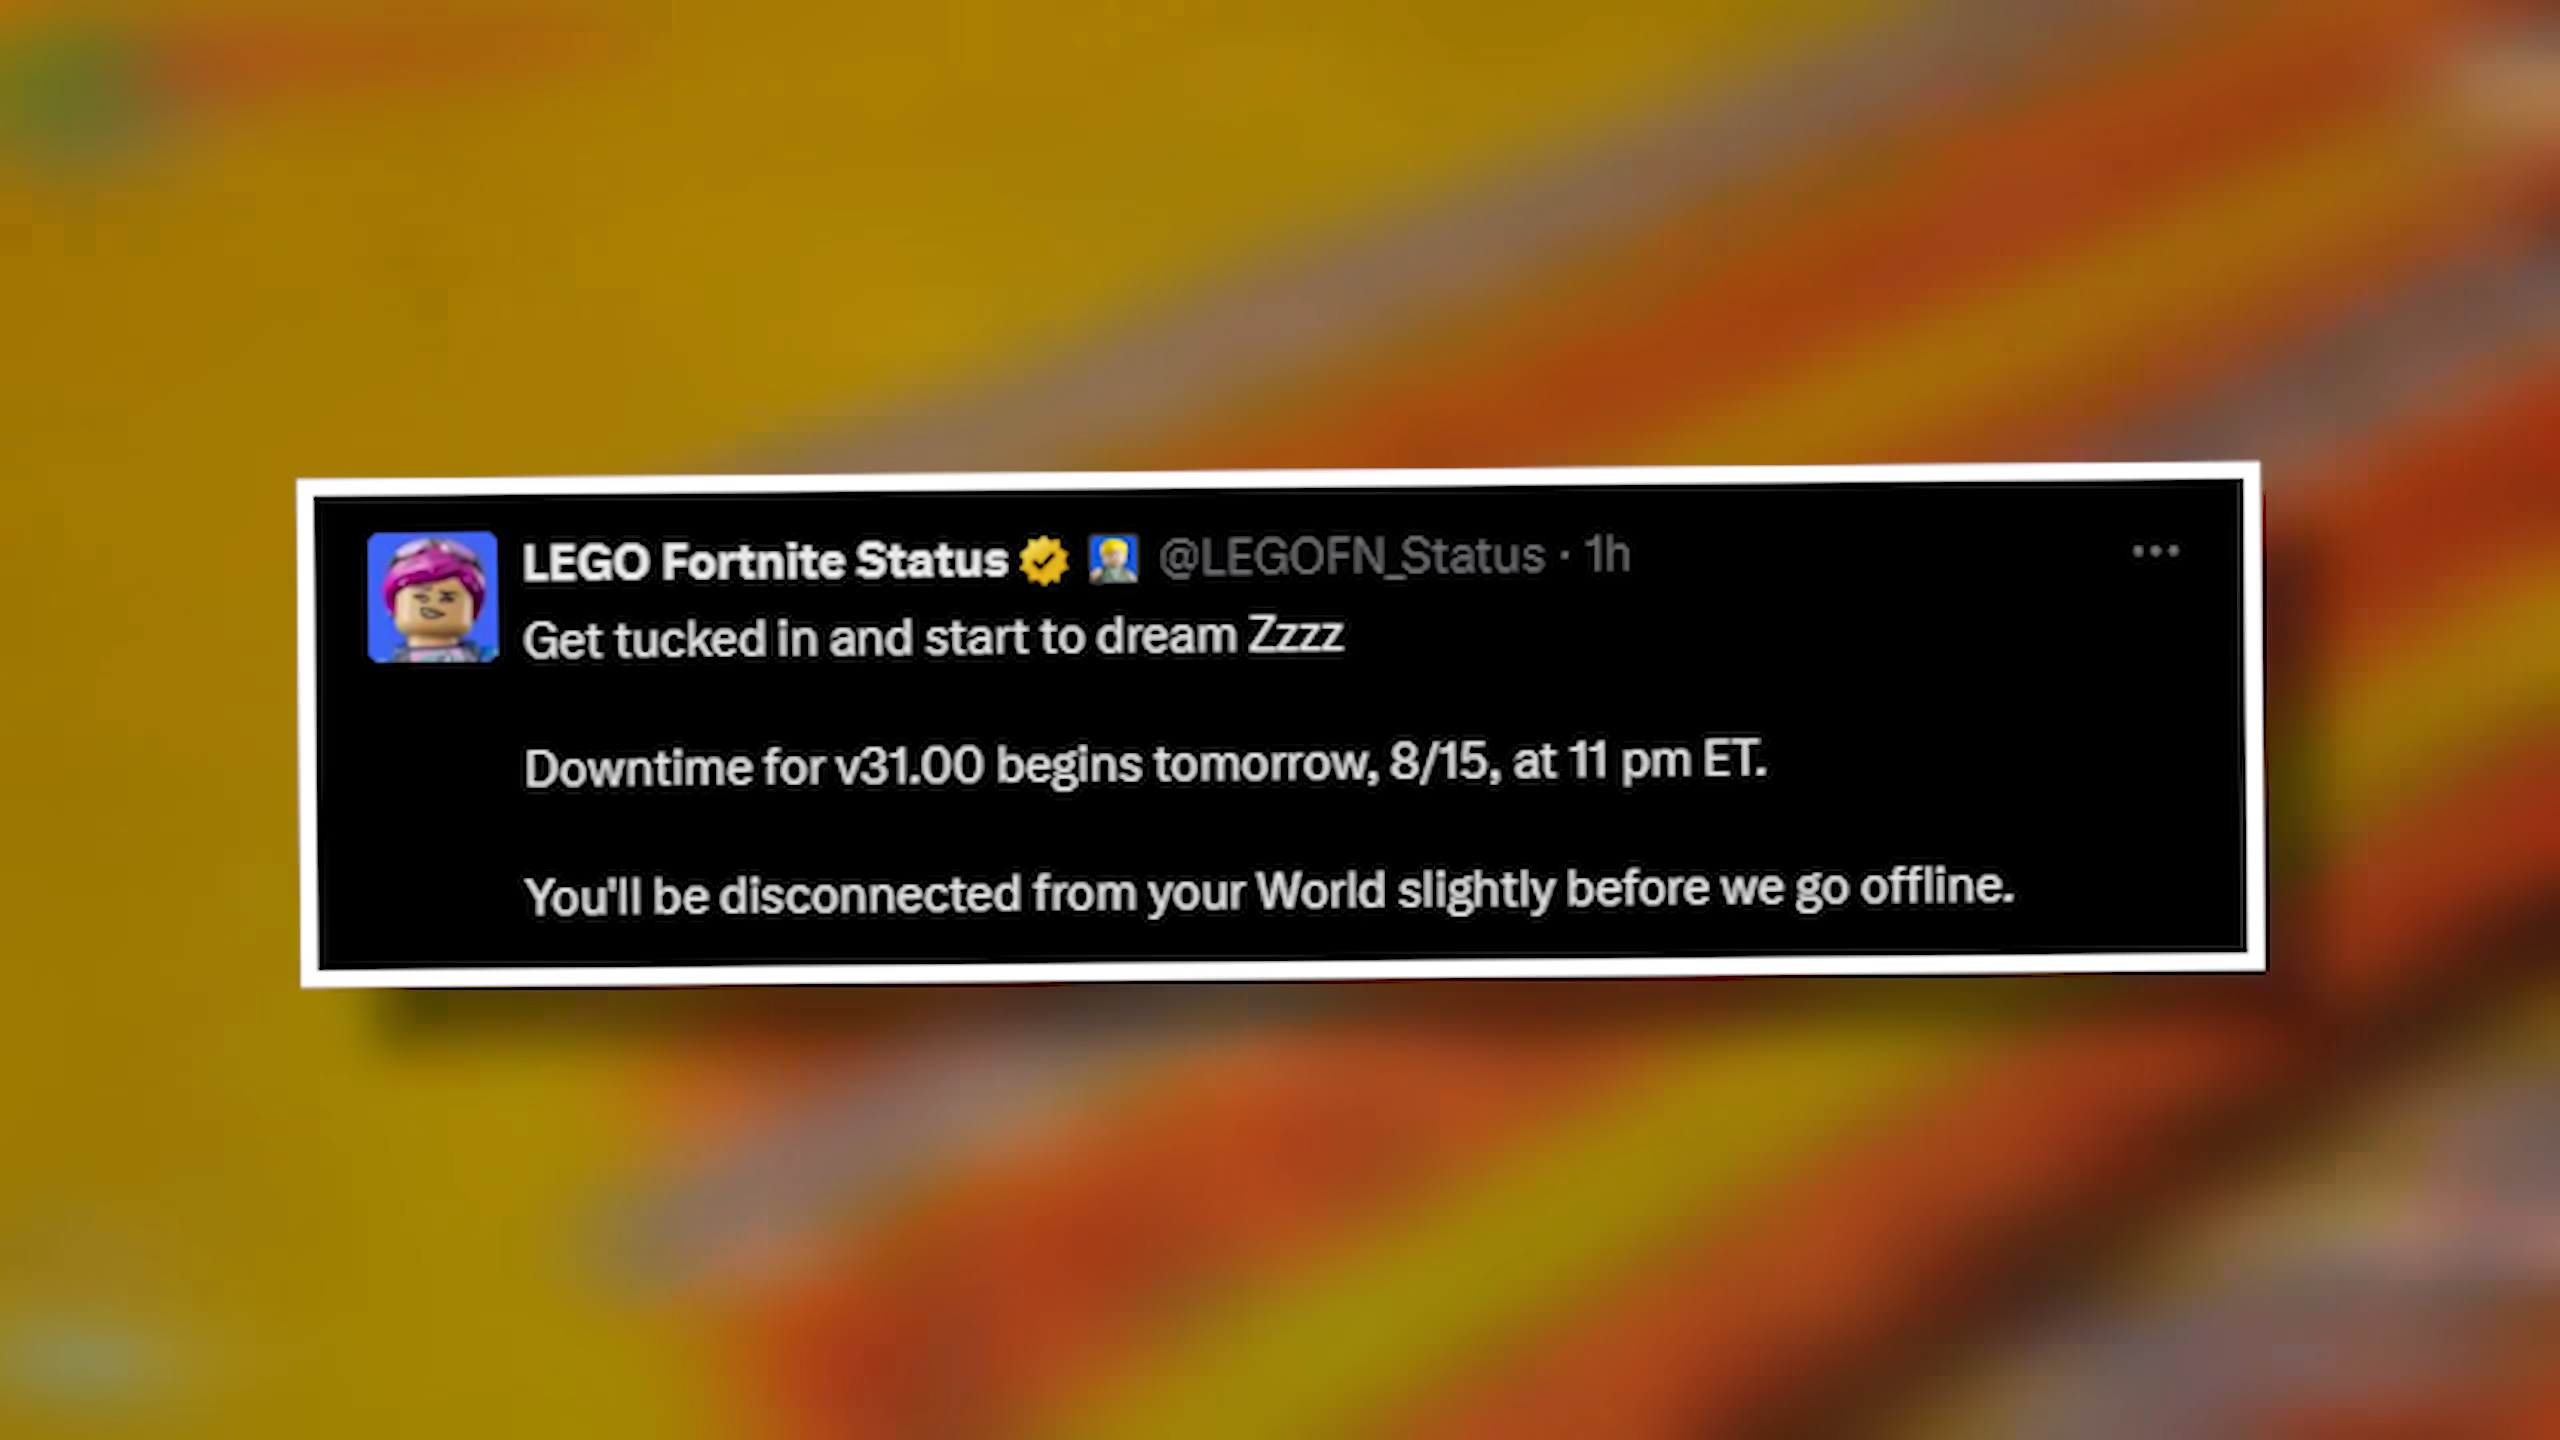 LEGO Fortnite Status @LEGOFN_Status · 1h
Get tucked in and start to dream Zzzz
Downtime for v31.00 begins tomorrow, 8/15, at 11 pm ET.
You'll be disconnected from your World slightly before we go offline.